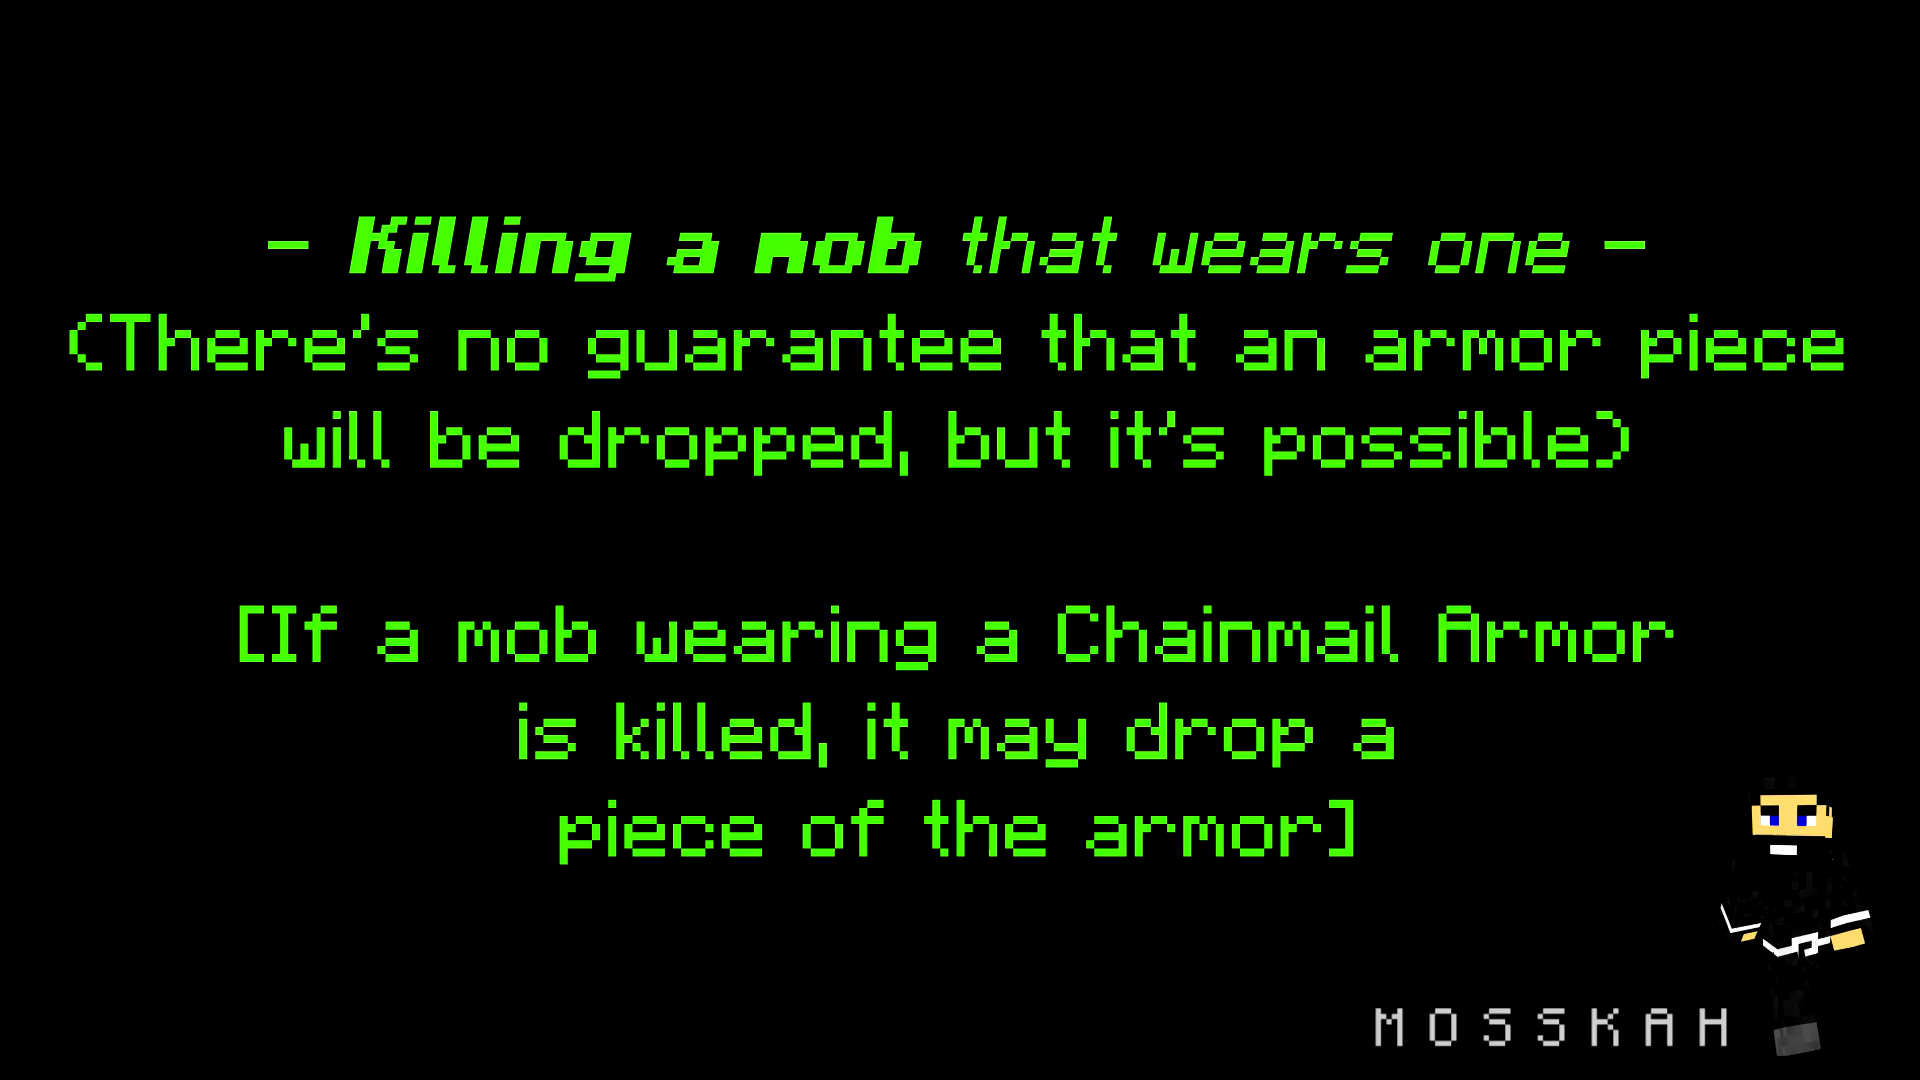 - Killing a mob that wears one -
(There's no guarantee that an armor piece
will be dropped, but it's possible)
[If a mob wearing a Chainmail Armor
is killed, it may drop a
piece of the armor]
MOSSKAH